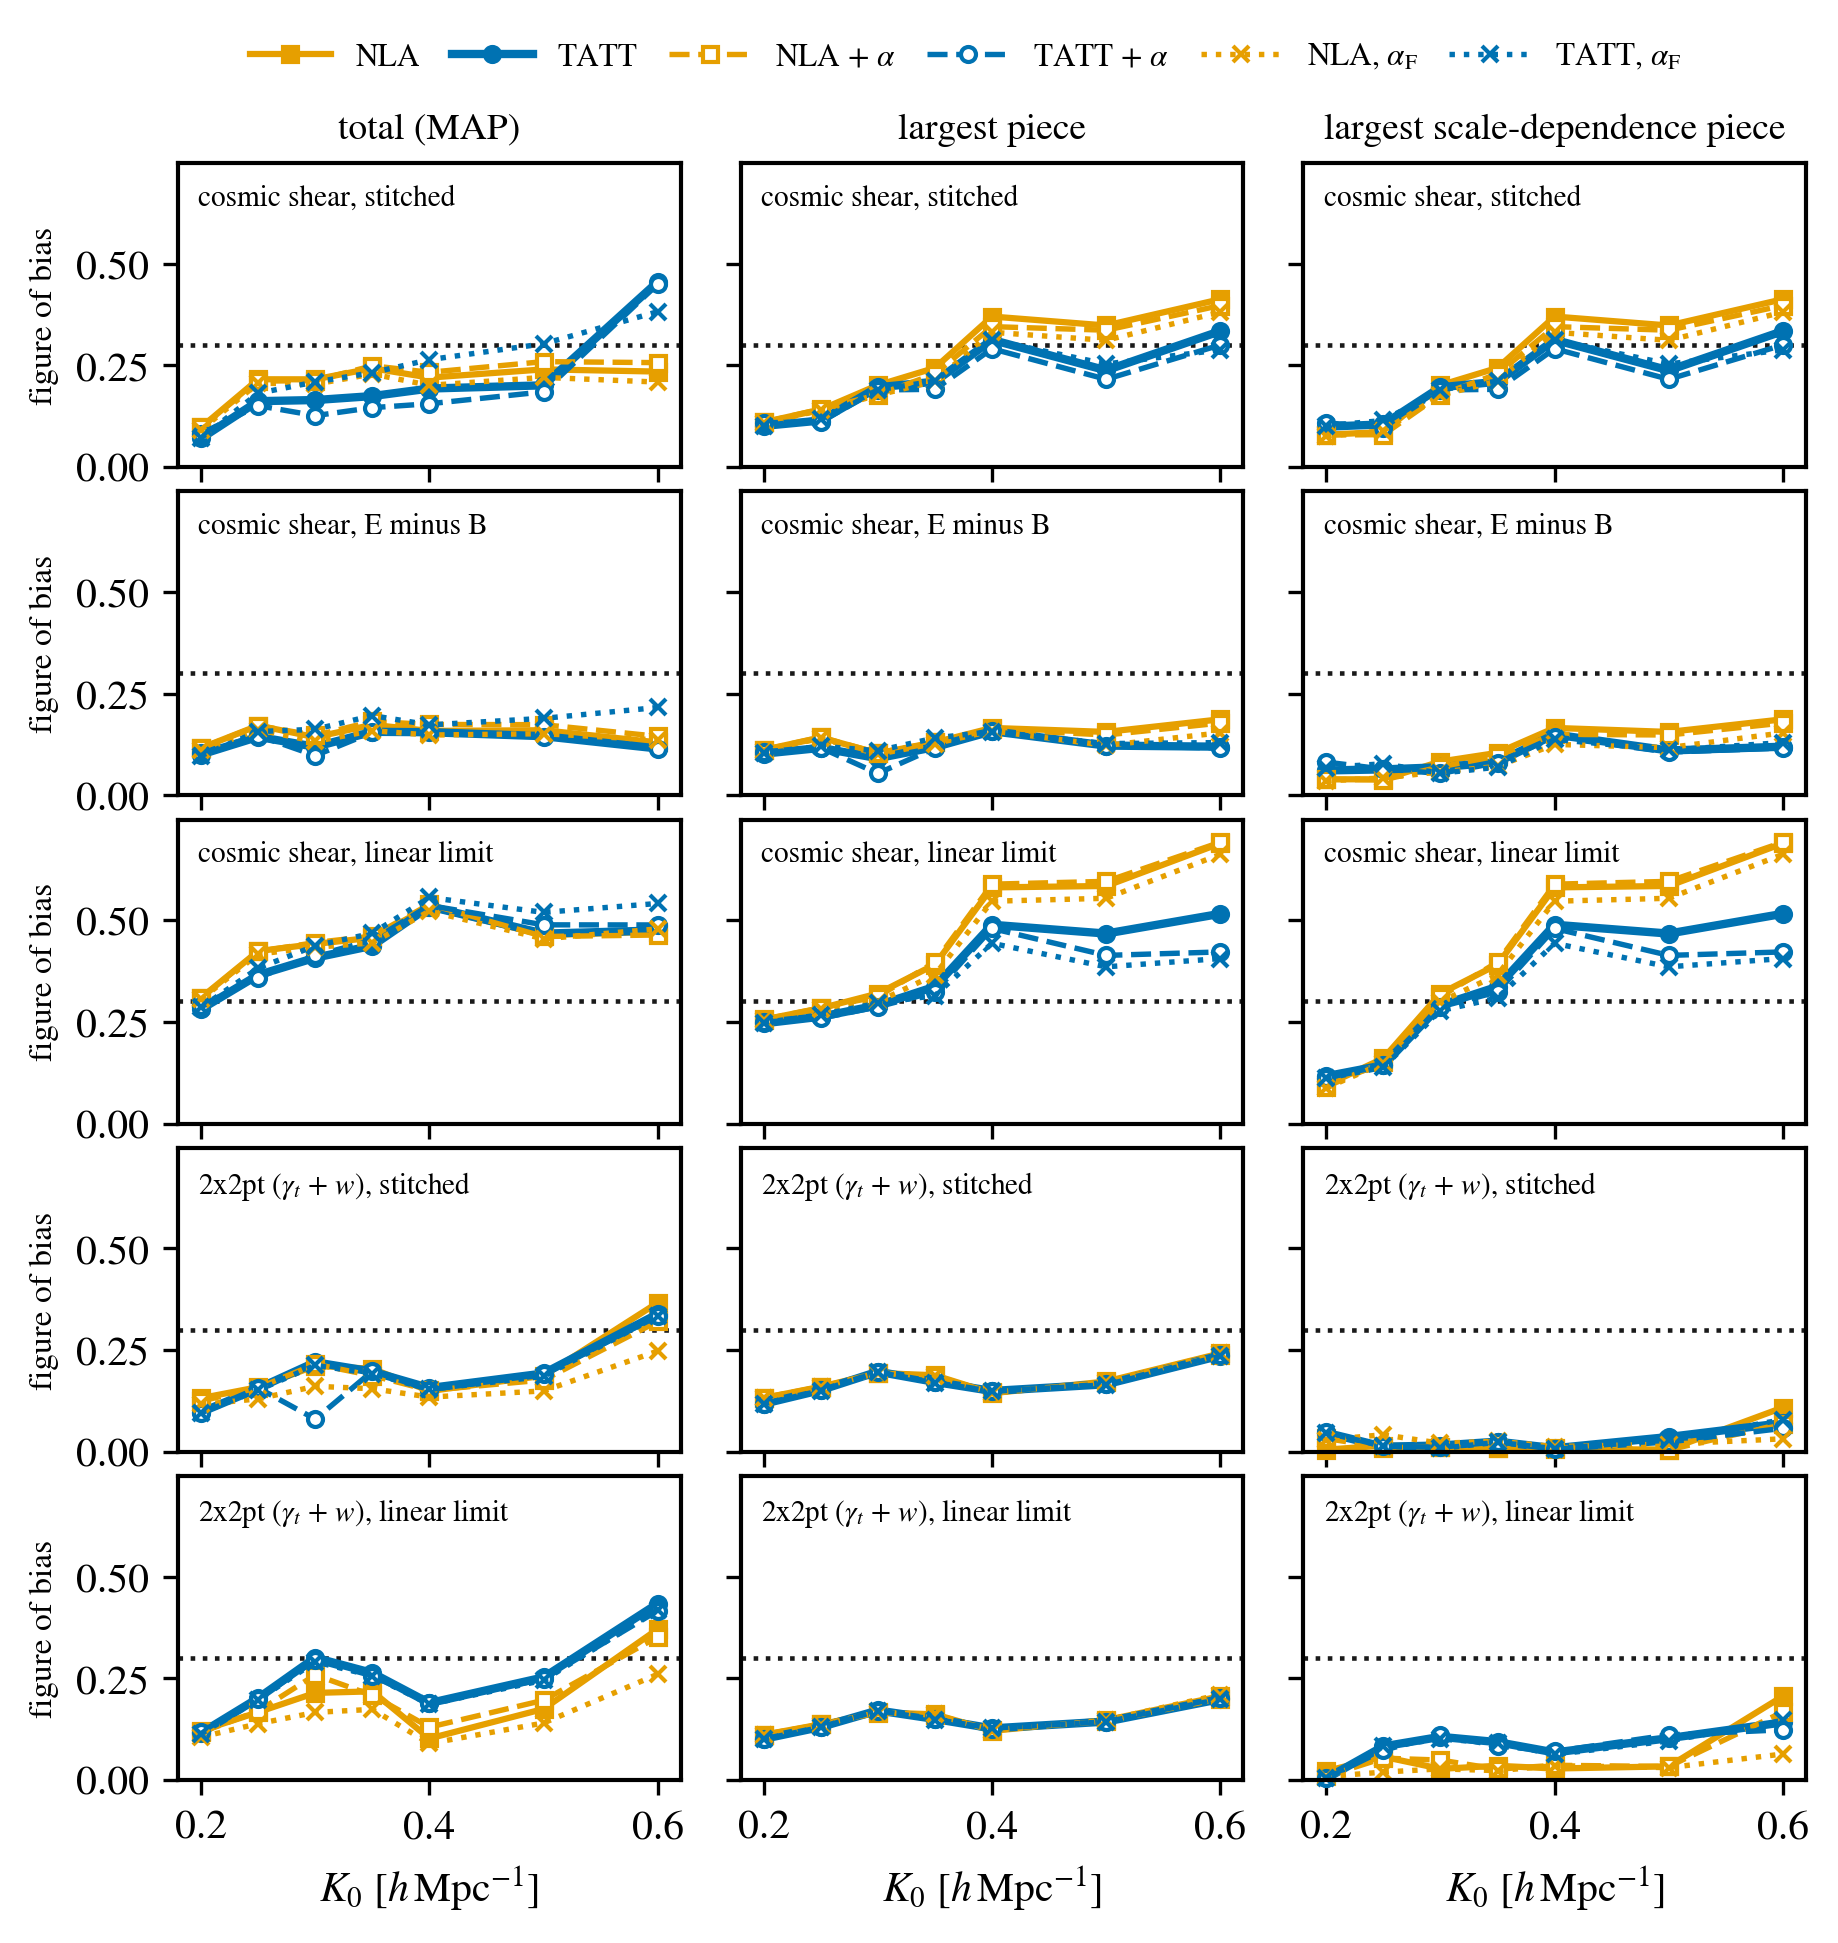 NLA TATT NLA + α TATT + α NLA, αF TATT, αF
total (MAP) largest piece largest scale-dependence piece
cosmic shear, stitched cosmic shear, stitched cosmic shear, stitched
figure of bias
0.50
0.25
0.00
cosmic shear, E minus B cosmic shear, E minus B cosmic shear, E minus B
figure of bias
0.50
0.25
0.00
cosmic shear, linear limit cosmic shear, linear limit cosmic shear, linear limit
figure of bias
0.50
0.25
0.00
2x2pt (γt + w), stitched 2x2pt (γt + w), stitched 2x2pt (γt + w), stitched
figure of bias
0.50
0.25
0.00
2x2pt (γt + w), linear limit 2x2pt (γt + w), linear limit 2x2pt (γt + w), linear limit
figure of bias
0.50
0.25
0.00
0.2 0.4 0.6 0.2 0.4 0.6 0.2 0.4 0.6
K0 [h Mpc−1] K0 [h Mpc−1] K0 [h Mpc−1]